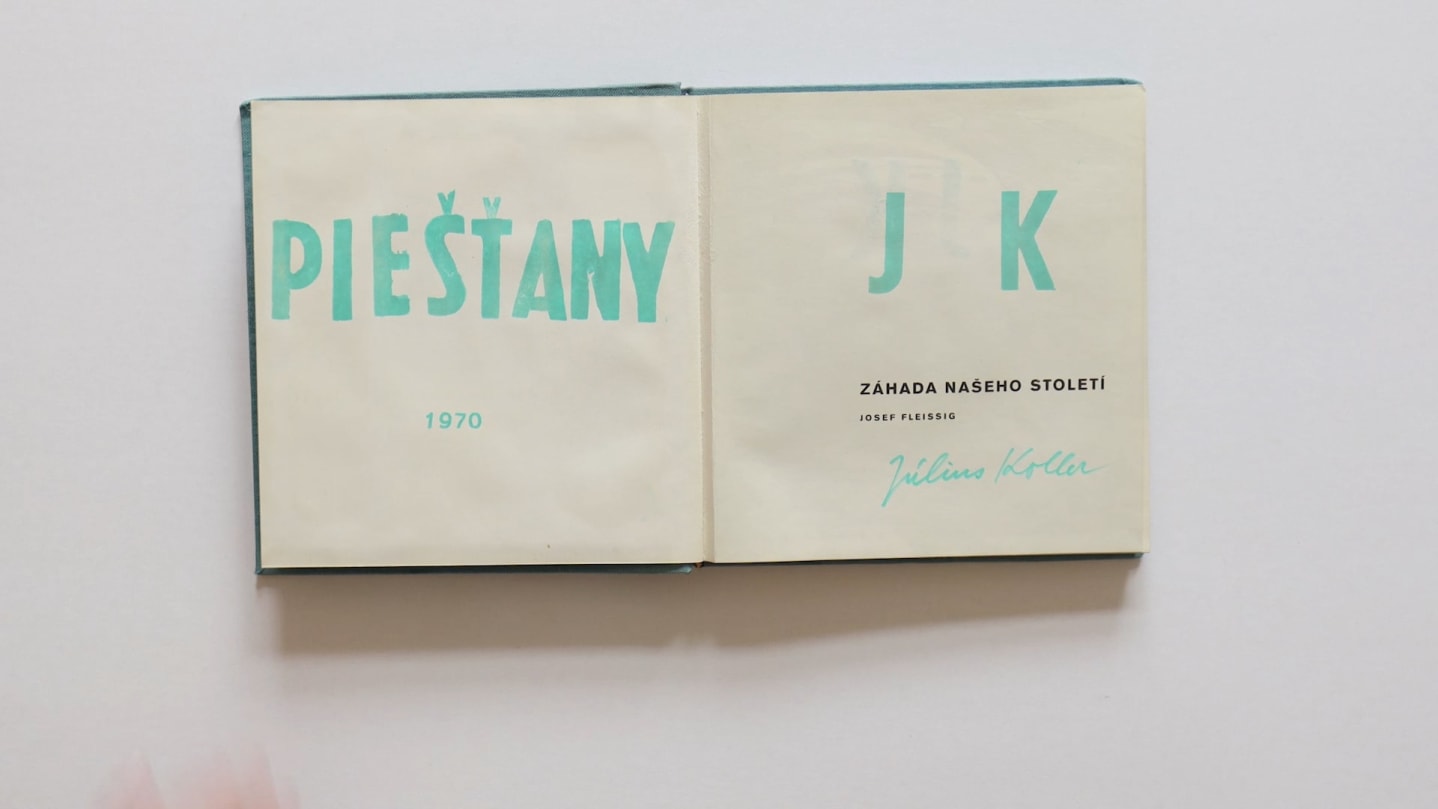 PIEŠŤANY
1970
J K
ZÁHADA NAŠEHO STOLETÍ
JOSEF FLEISSIG
Július Koller